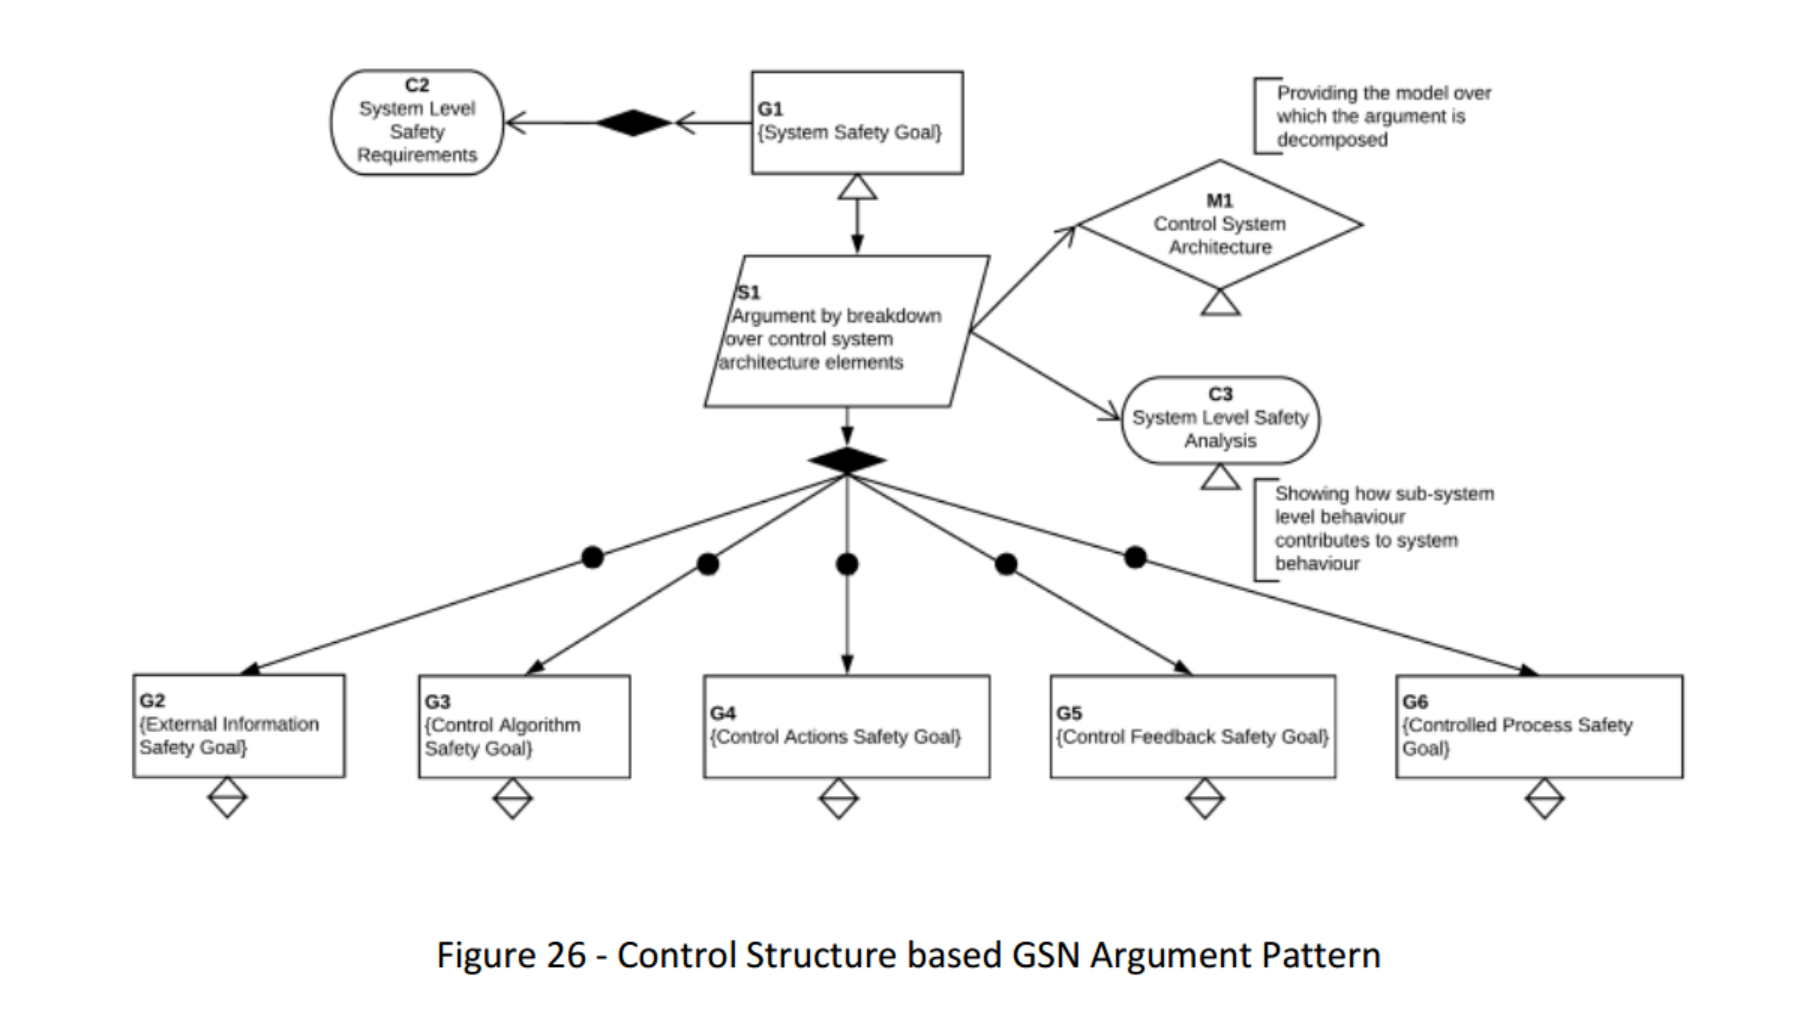 C2
System Level
Safety
Requirements
G1
{System Safety Goal}
Providing the model over
which the argument is
decomposed
M1
Control System
Architecture
S1
Argument by breakdown
over control system
architecture elements
C3
System Level Safety
Analysis
Showing how sub-system
level behaviour
contributes to system
behaviour
G2
{External Information
Safety Goal}
G3
{Control Algorithm
Safety Goal}
G4
{Control Actions Safety Goal}
G5
{Control Feedback Safety Goal}
G6
{Controlled Process Safety
Goal}
Figure 26 - Control Structure based GSN Argument Pattern